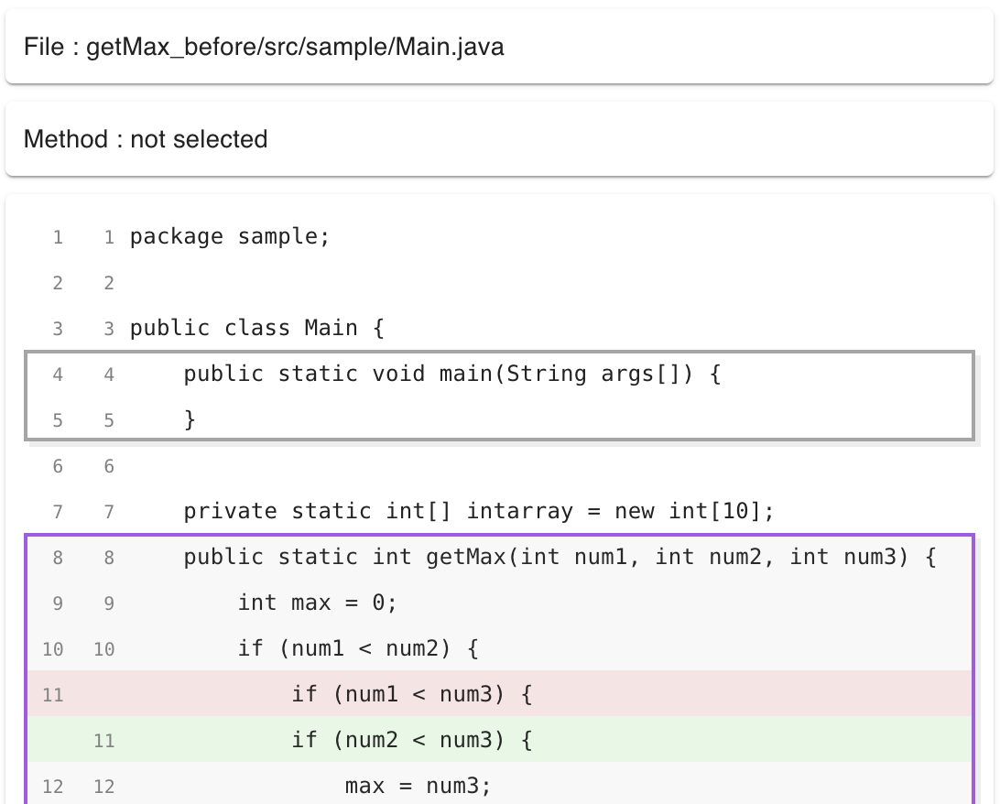 File : getMax_before/src/sample/Main.java
Method : not selected
1 1 package sample;
2 2
3 3 public class Main {
4 4     public static void main(String args[]) {
5 5     }
6 6
7 7     private static int[] intarray = new int[10];
8 8     public static int getMax(int num1, int num2, int num3) {
9 9         int max = 0;
10 10         if (num1 < num2) {
11             if (num1 < num3) {
11             if (num2 < num3) {
12 12                 max = num3;